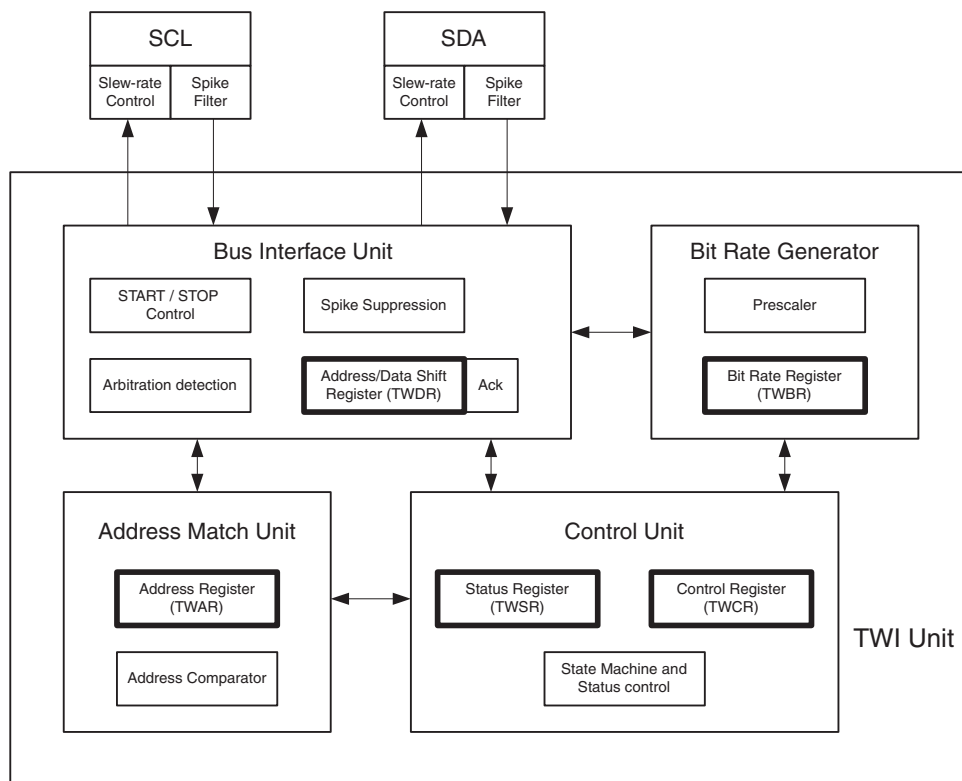 SCL
Slew-rate
Control
Spike
Filter
SDA
Slew-rate
Control
Spike
Filter
Bus Interface Unit
START / STOP
Control
Spike Suppression
Arbitration detection
Address/Data Shift
Register (TWDR)
Ack
Bit Rate Generator
Prescaler
Bit Rate Register
(TWBR)
Address Match Unit
Address Register
(TWAR)
Address Comparator
Control Unit
Status Register
(TWSR)
Control Register
(TWCR)
State Machine and
Status control
TWI Unit